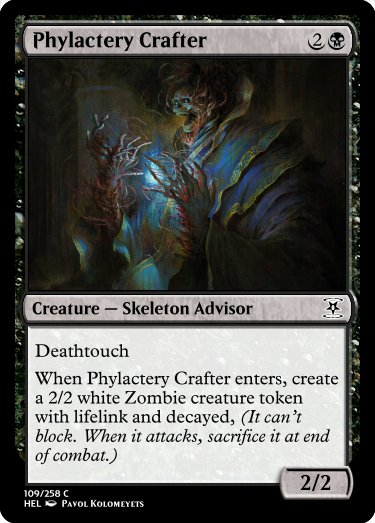 Phylactery Crafter 2
Creature — Skeleton Advisor
Deathtouch
When Phylactery Crafter enters, create
a 2/2 white Zombie creature token
with lifelink and decayed, (It can't
block. When it attacks, sacrifice it at end
of combat.)
2/2
109/258 C
HEL Pavol Kolomeyets